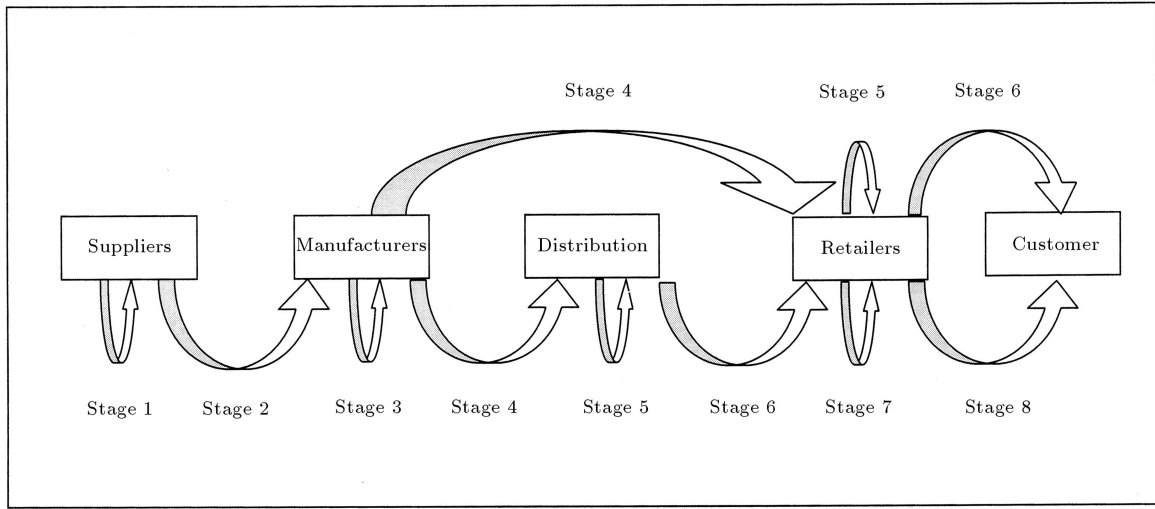 Stage 4
Stage 5
Stage 6
Suppliers
Manufacturers
Distribution
Retailers
Customer
Stage 1
Stage 2
Stage 3
Stage 4
Stage 5
Stage 6
Stage 7
Stage 8